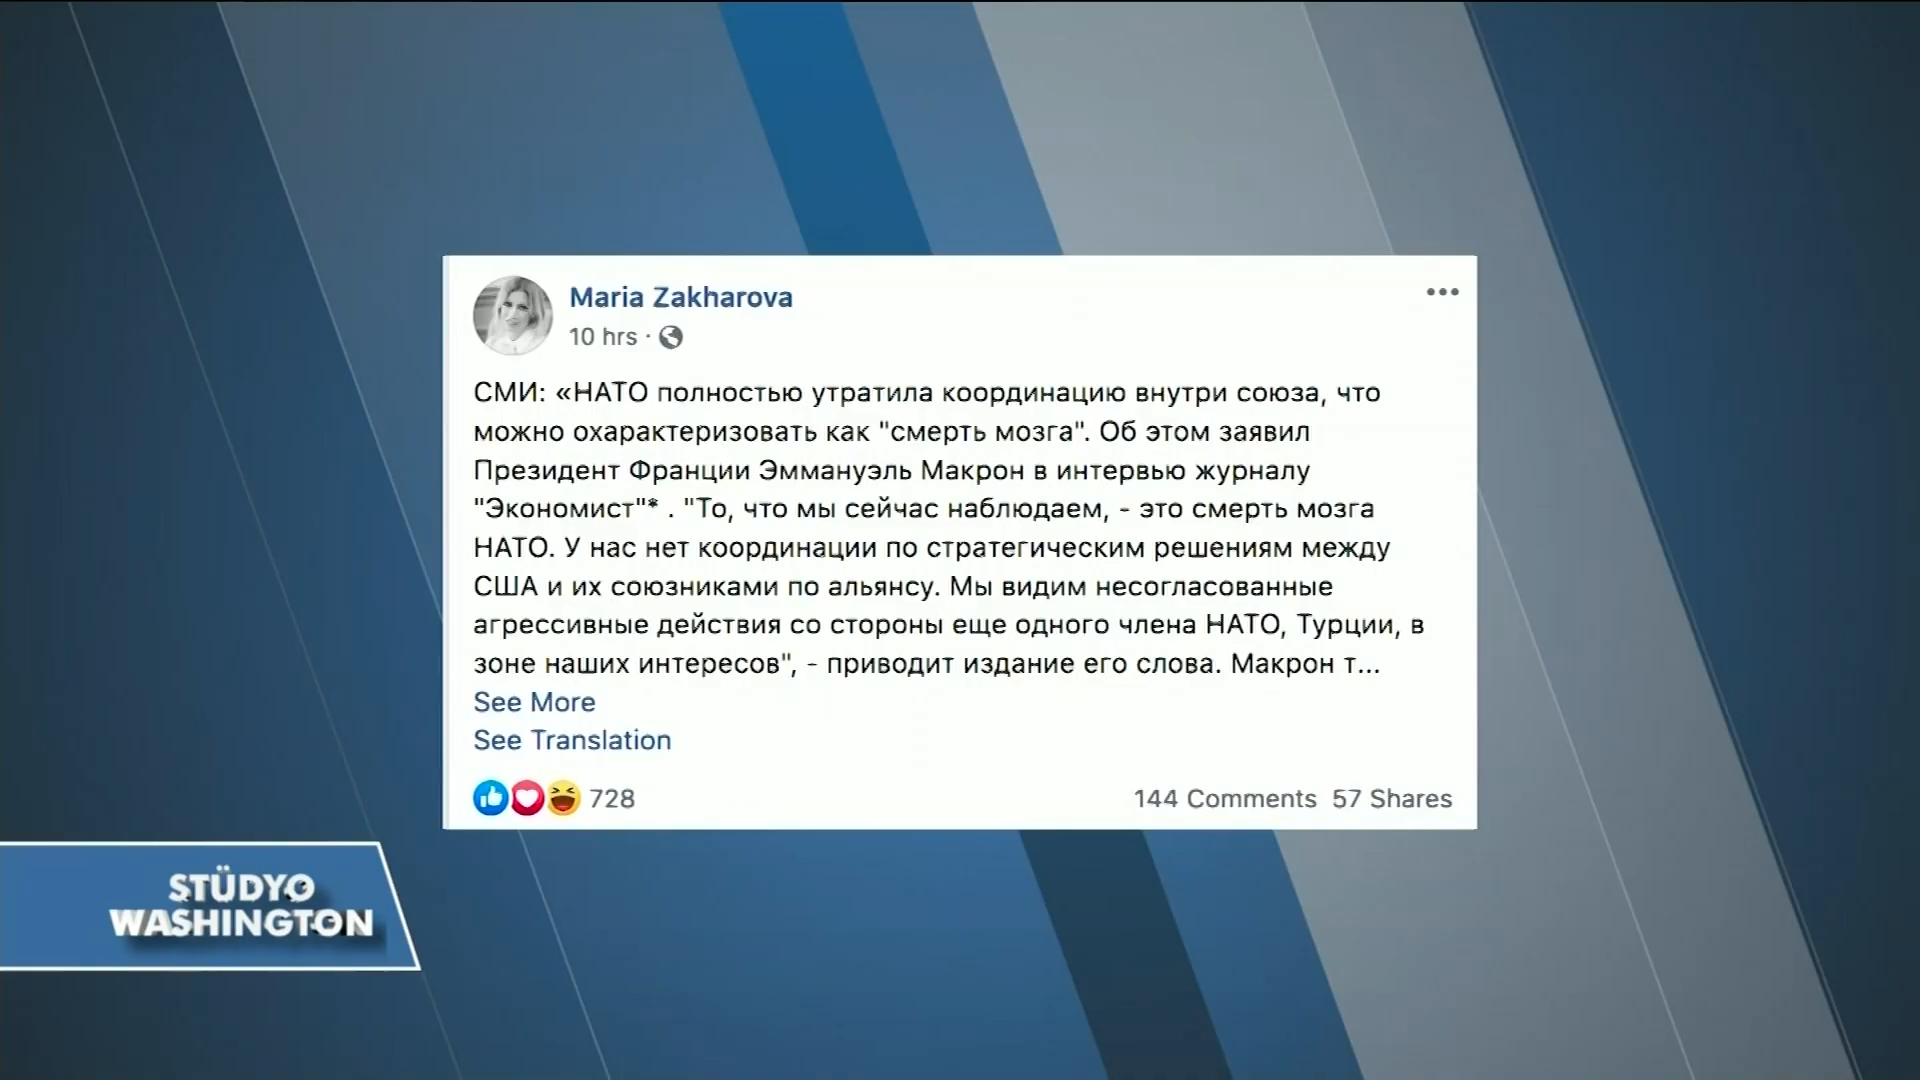 Maria Zakharova
10 hrs ·
СМИ: «НАТО полностью утратила координацию внутри союза, что
можно охарактеризовать как "смерть мозга". Об этом заявил
Президент Франции Эммануэль Макрон в интервью журналу
"Экономист"* . "То, что мы сейчас наблюдаем, - это смерть мозга
НАТО. У нас нет координации по стратегическим решениям между
США и их союзниками по альянсу. Мы видим несогласованные
агрессивные действия со стороны еще одного члена НАТО, Турции, в
зоне наших интересов", - приводит издание его слова. Макрон т...
See More
See Translation
728
144 Comments 57 Shares
STÜDYO
WASHINGTON